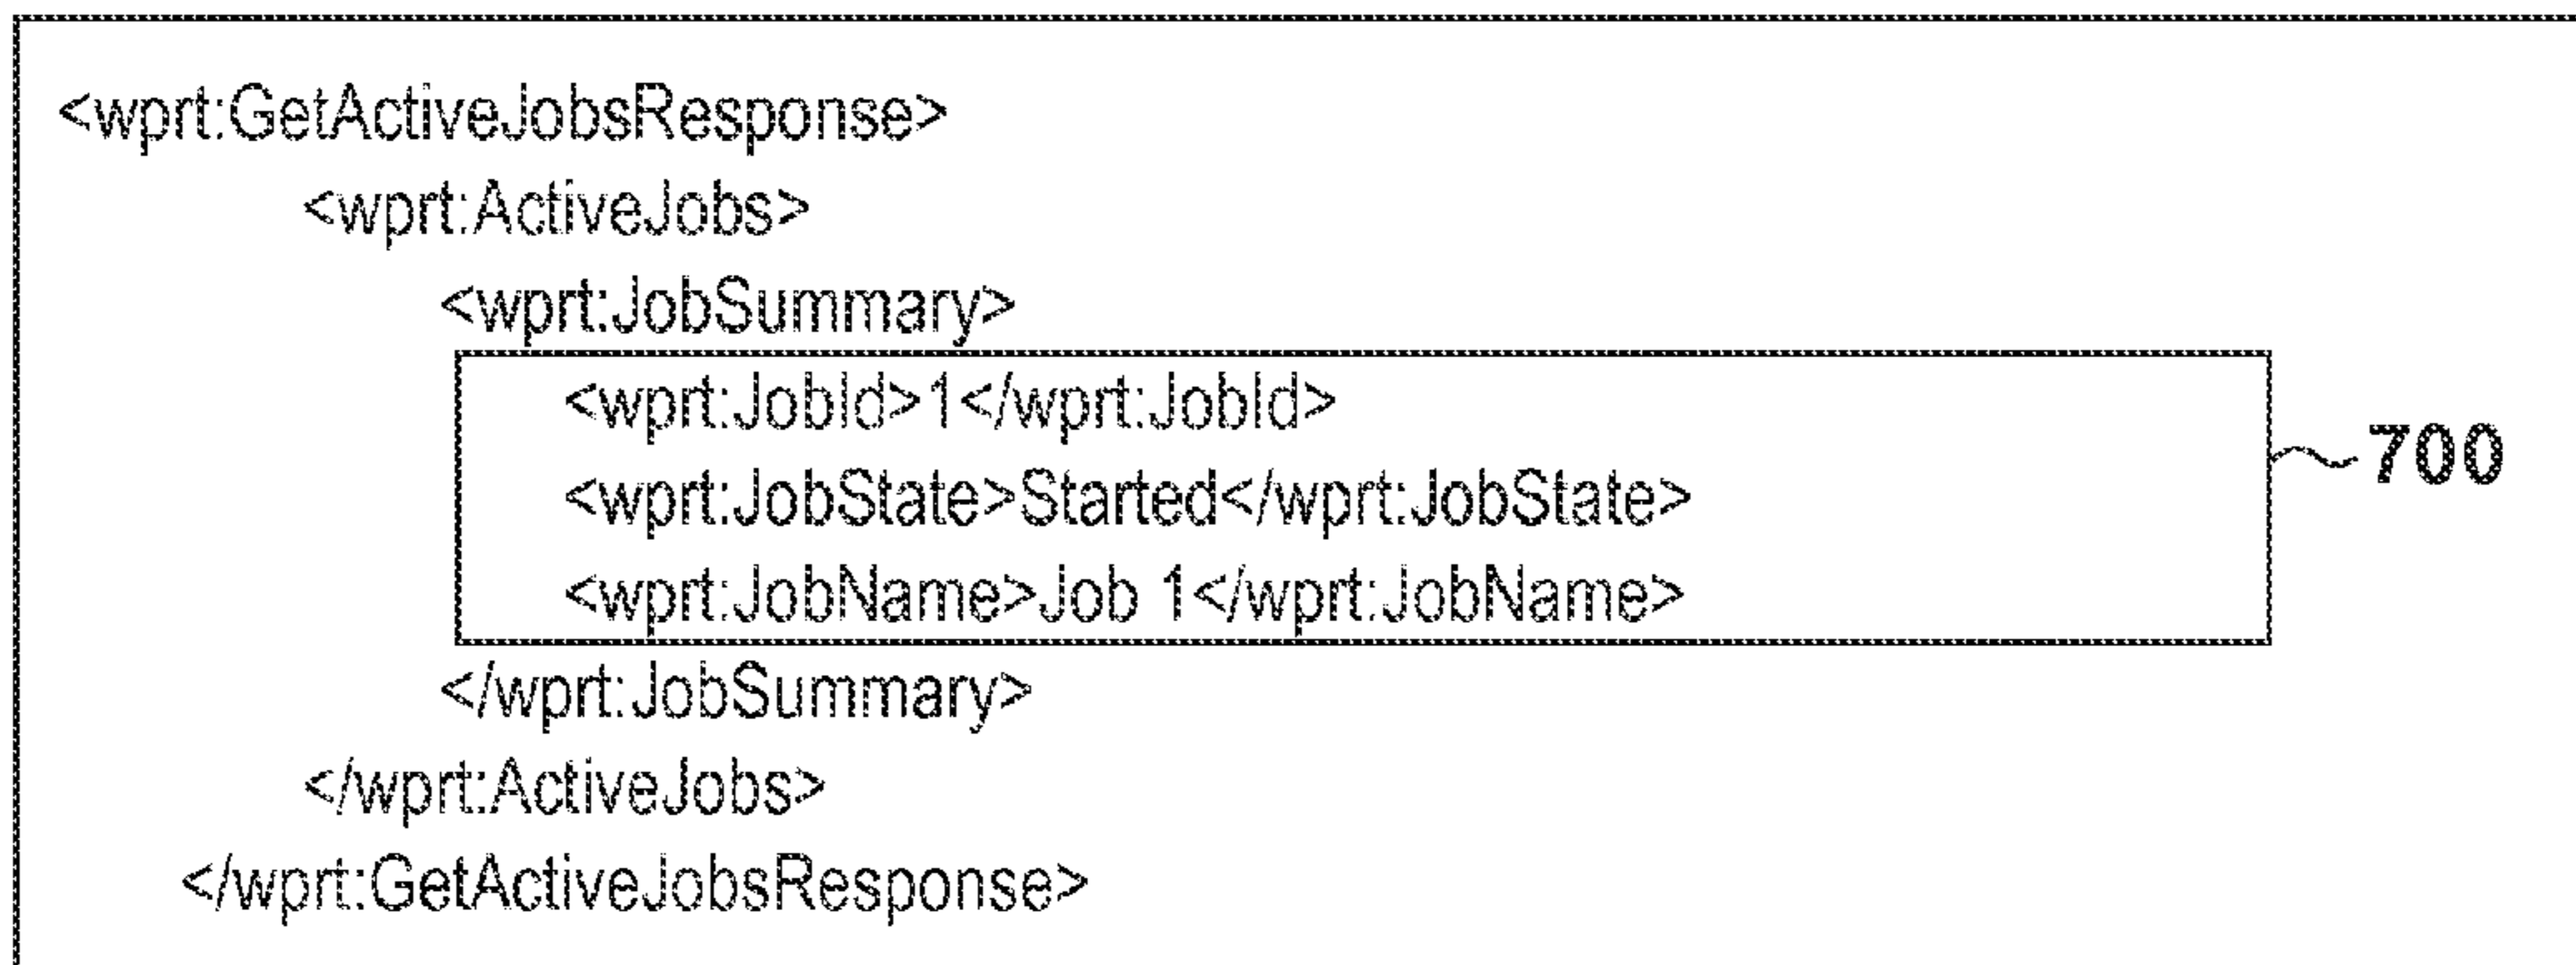 <wprt:GetActiveJobsResponse>
<wprt:ActiveJobs>
<wprt:JobSummary>
<wprt:JobId>1</wprt:JobId>
<wprt:JobState>Started</wprt:JobState>
700
<wprt:JobName>Job 1</wprt:JobName>
</wprt:JobSummary>
</wprt:ActiveJobs>
</wprt:GetActiveJobsResponse>